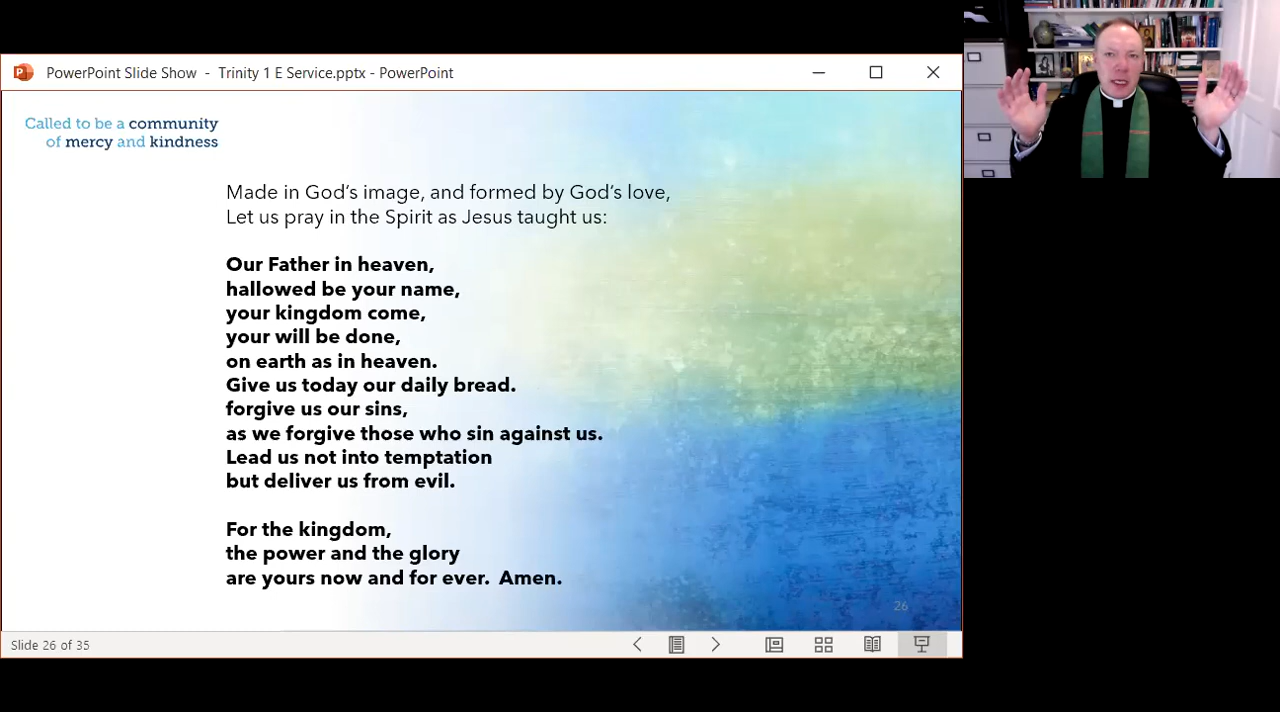 PowerPoint Slide Show - Trinity 1 E Service.pptx - PowerPoint
Called to be a community
of mercy and kindness
Made in God's image, and formed by God's love,
Let us pray in the Spirit as Jesus taught us:
Our Father in heaven,
hallowed be your name,
your kingdom come,
your will be done,
on earth as in heaven.
Give us today our daily bread.
forgive us our sins,
as we forgive those who sin against us.
Lead us not into temptation
but deliver us from evil.
For the kingdom,
the power and the glory
are yours now and for ever. Amen.
26
Slide 26 of 35